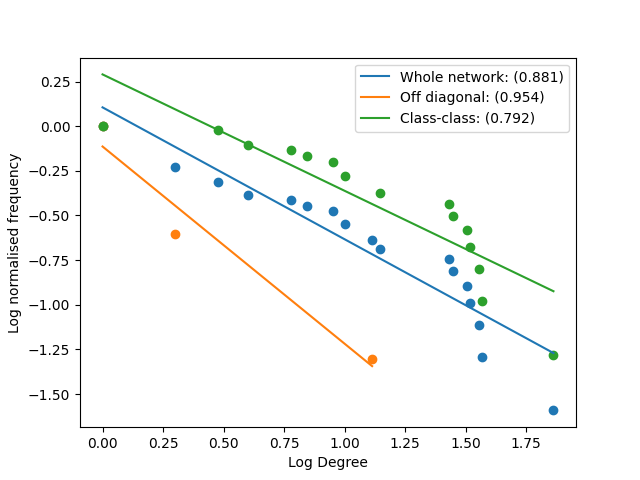 Whole network: (0.881)
Off diagonal: (0.954)
Class-class: (0.792)
0.25
0.00
−0.25
−0.50
−0.75
−1.00
−1.25
−1.50
Log normalised frequency
0.00 0.25 0.50 0.75 1.00 1.25 1.50 1.75
Log Degree